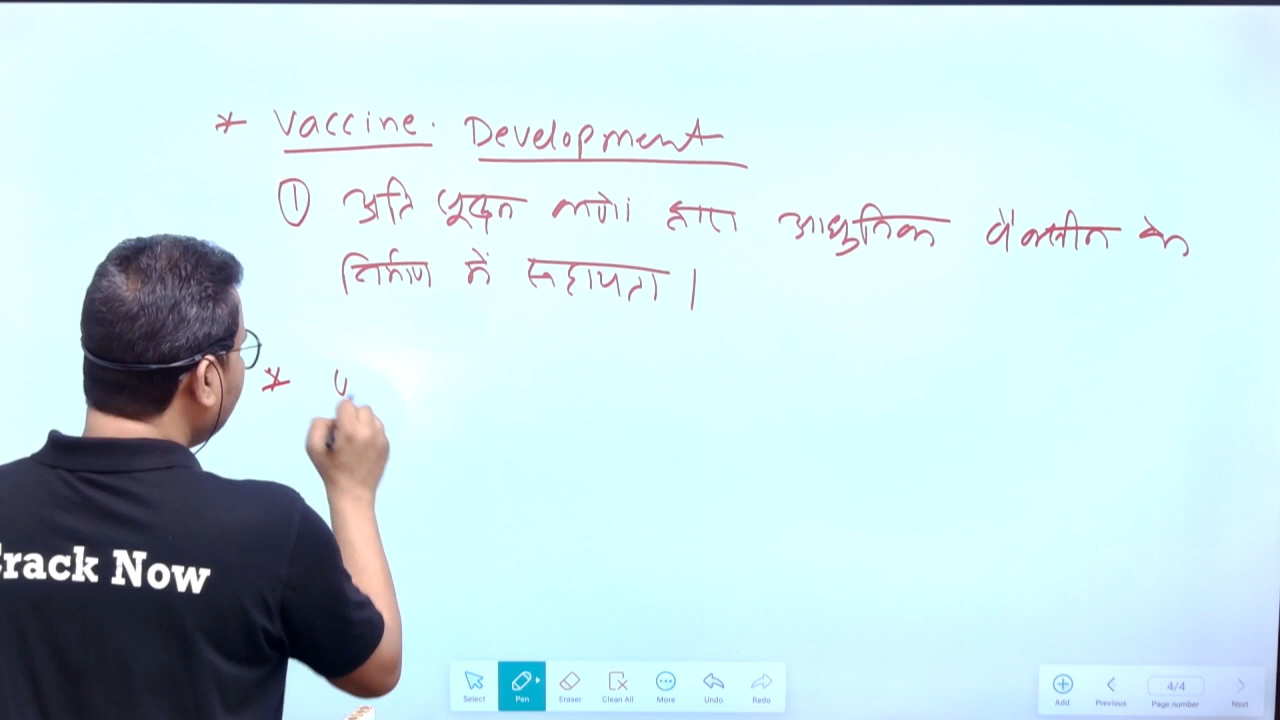 * Vaccine. Development
① अति सूक्ष्म कणों द्वारा आधुनिक वैक्सीन के
निर्माण में सहायता।
*
rack Now
Select Pen Eraser Clean All More Undo Redo
Add Previous 4/4 Page number Next